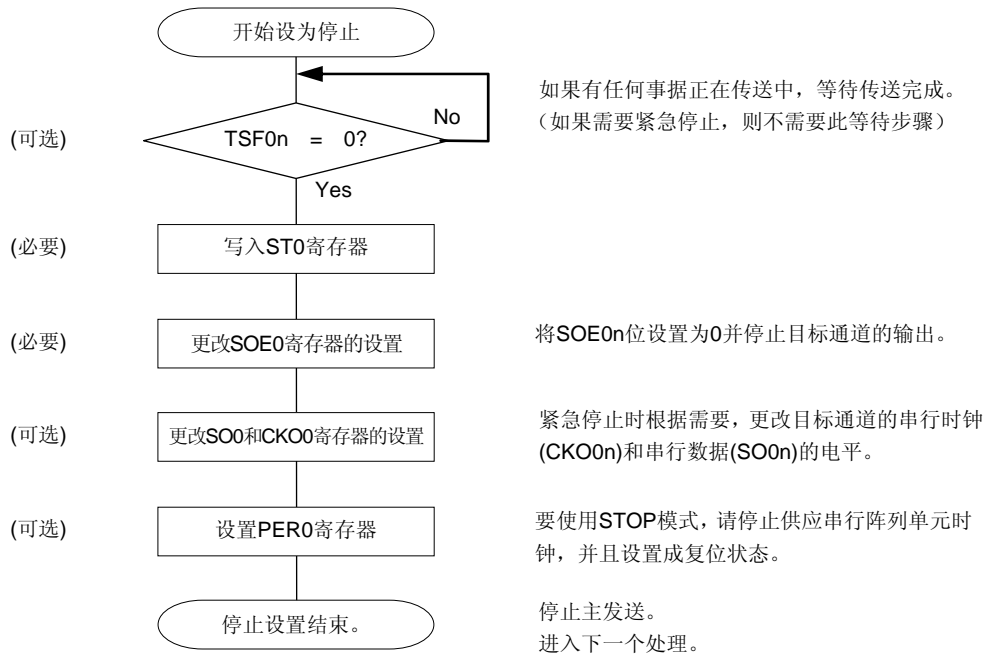 开始设为停止
如果有任何事据正在传送中，等待传送完成。
（如果需要紧急停止，则不需要此等待步骤）
No
(可选)
TSF0n = 0?
Yes
(必要)
写入ST0寄存器
(必要)
更改SOE0寄存器的设置
将SOE0n位设置为0并停止目标通道的输出。
(可选)
更改SO0和CKO0寄存器的设置
紧急停止时根据需要，更改目标通道的串行时钟
(CKO0n)和串行数据(SO0n)的电平。
(可选)
设置PER0寄存器
要使用STOP模式，请停止供应串行阵列单元时
钟，并且设置成复位状态。
停止设置结束。
停止主发送。
进入下一个处理。